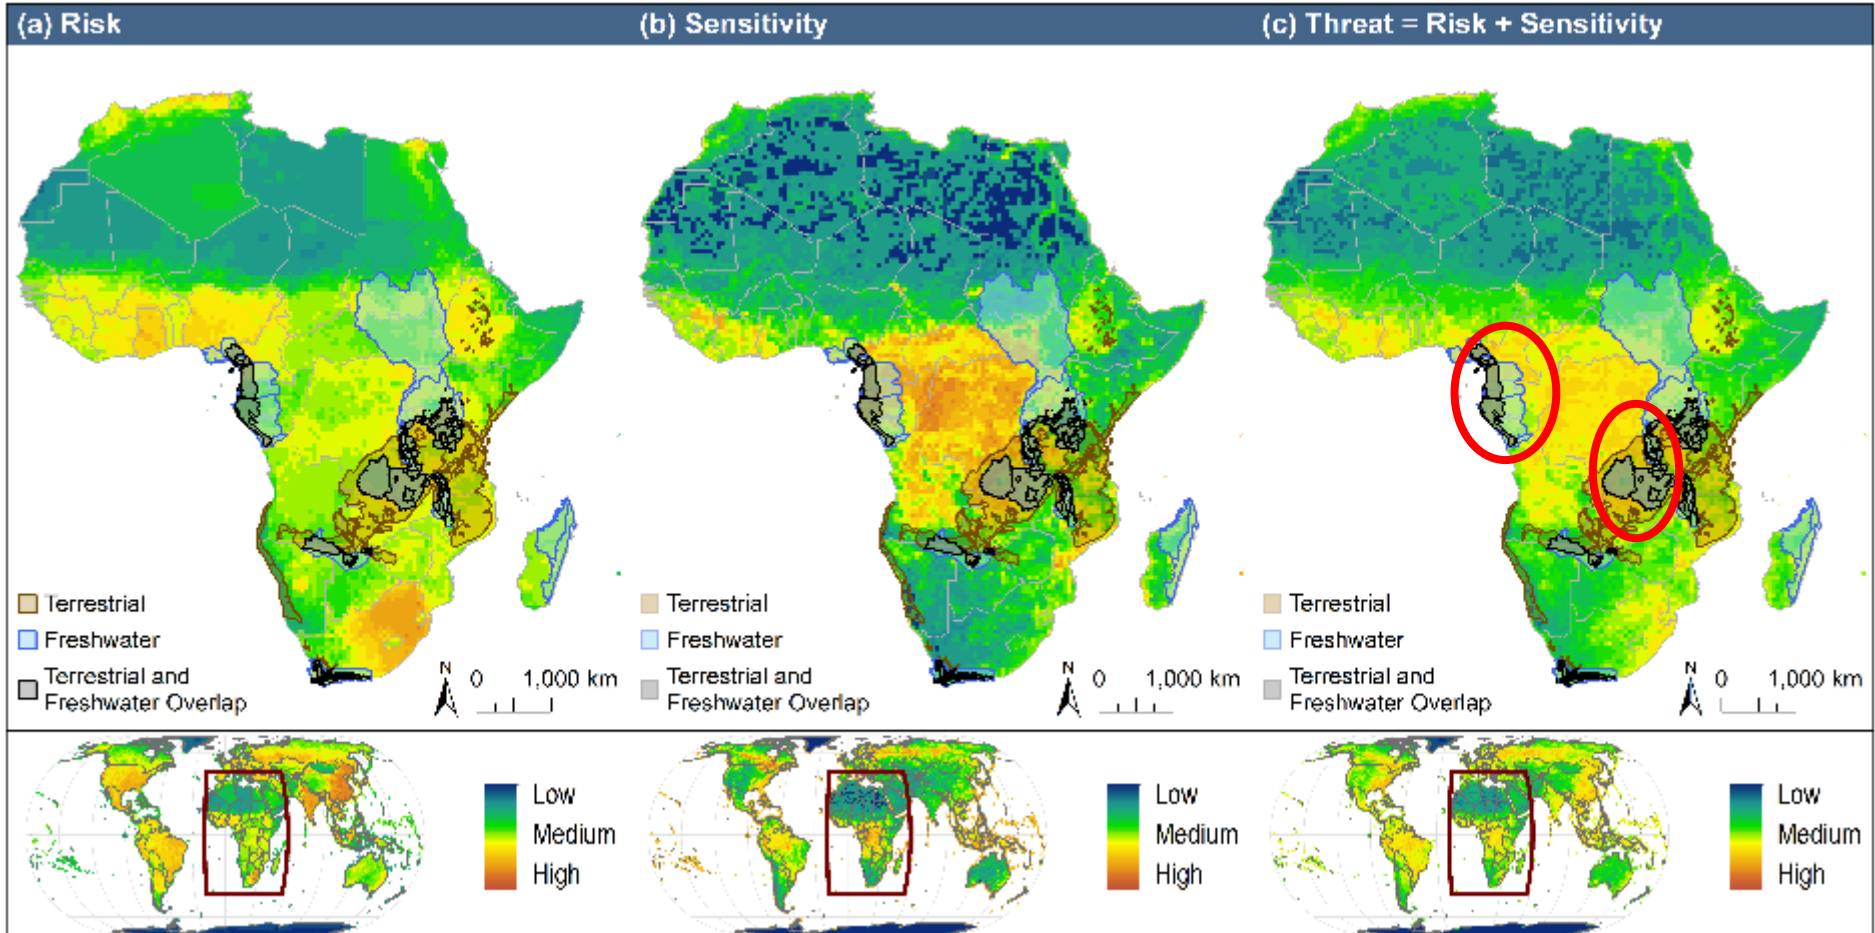 (a) Risk
(b) Sensitivity
(c) Threat = Risk + Sensitivity
Terrestrial
Freshwater
Terrestrial and
Freshwater Overlap
N
0 1,000 km
Terrestrial
Freshwater
Terrestrial and
Freshwater Overlap
N
0 1,000 km
Terrestrial
Freshwater
Terrestrial and
Freshwater Overlap
N
0 1,000 km
Low
Medium
High
Low
Medium
High
Low
Medium
High